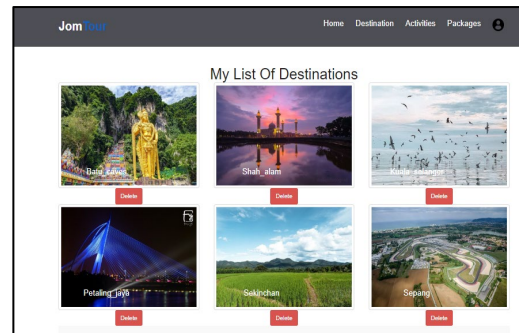 JomTour
Home Destination Activities Packages
My List Of Destinations
Batu_caves
Shah_alam
Kuala_selangor
Delete
Delete
Delete
Petaling_jaya
Sekinchan
Sepang
Delete
Delete
Delete